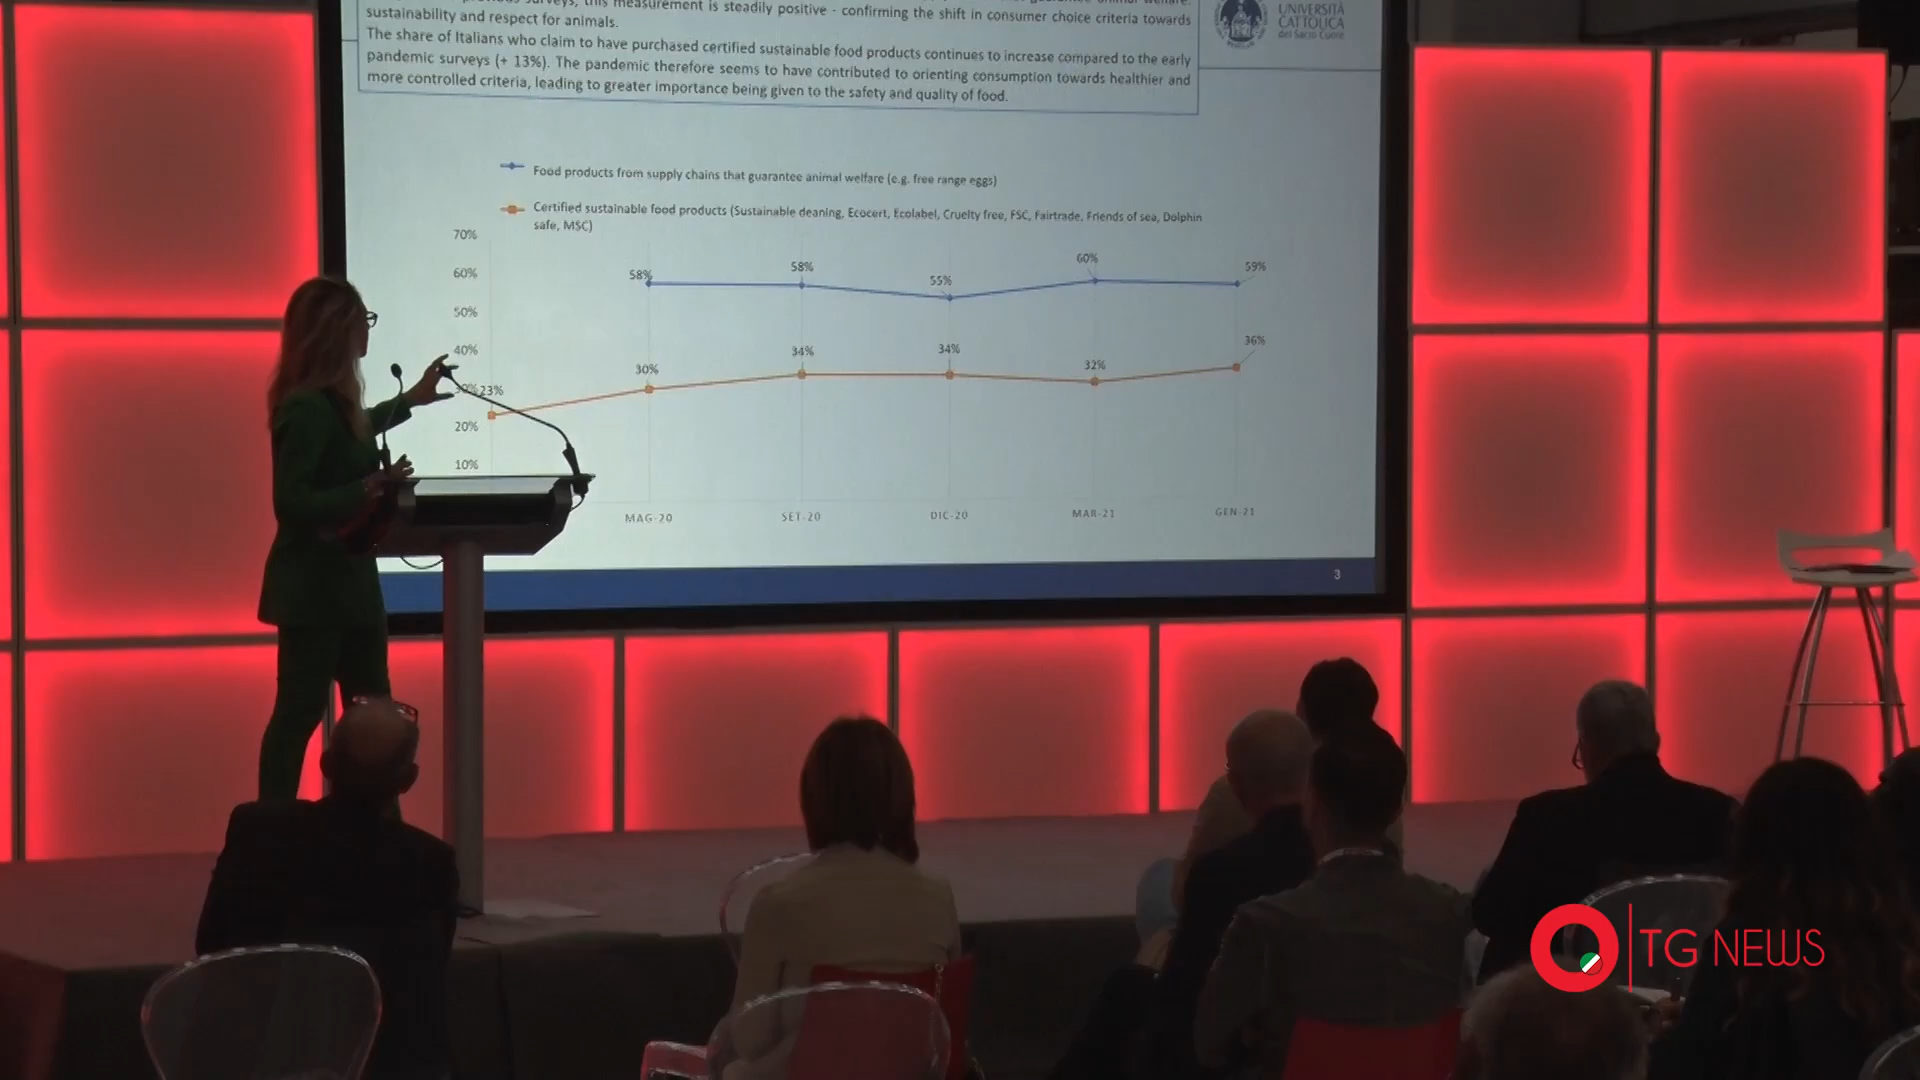 this measurement is steadily positive - confirming the shift in consumer choice criteria towards
sustainability and respect for animals.
The share of Italians who claim to have purchased certified sustainable food products continues to increase compared to the early
pandemic surveys (+ 13%). The pandemic therefore seems to have contributed to orienting consumption towards healthier and
more controlled criteria, leading to greater importance being given to the safety and quality of food.
UNIVERSITÀ
CATTOLICA
del Sacro Cuore
Food products from supply chains that guarantee animal welfare (e.g. free range eggs)
Certified sustainable food products (Sustainable deaning, Ecocert, Ecolabel, Cruelty free, FSC, Fairtrade, Friends of sea, Dolphin
safe, MSC)
70%
60%
50%
40%
30%
20%
10%
58%
58%
55%
60%
59%
23%
30%
34%
34%
32%
36%
MAG-20
SET-20
DIC-20
MAR-21
GEN-21
3
TG NEWS